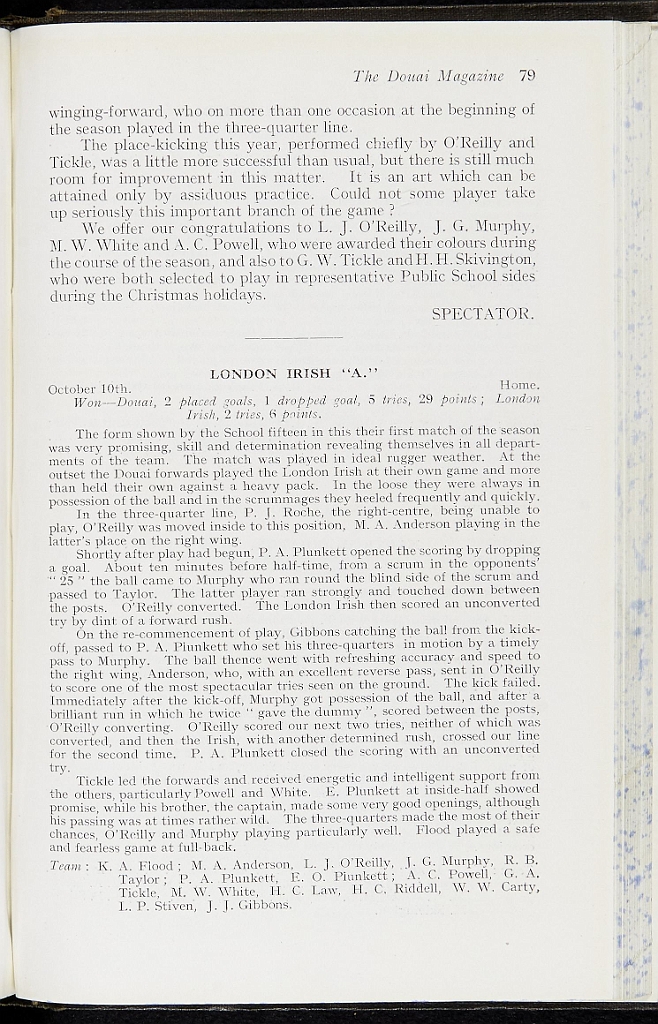 The Douai Magazine 79
winging-forward, who on more than one occasion at the beginning of
the season played in the three-quarter line.
The place-kicking this year, performed chiefly by O'Reilly and
Tickle, was a little more successful than usual, but there is still much
room for improvement in this matter. It is an art which can be
attained only by assiduous practice. Could not some player take
up seriously this important branch of the game ?
We offer our congratulations to L. J. O'Reilly, J. G. Murphy,
M. W. White and A. C. Powell, who were awarded their colours during
the course of the season, and also to G. W. Tickle and H. H. Skivington,
who were both selected to play in representative Public School sides
during the Christmas holidays.
SPECTATOR.
LONDON IRISH "A."
October 10th. Home.
Won—Douai, 2 placed goals, 1 dropped goal, 5 tries, 29 points ; London
Irish, 2 tries, 6 points.
The form shown by the School fifteen in this their first match of the season
was very promising, skill and determination revealing themselves in all depart-
ments of the team. The match was played in ideal rugger weather. At the
outset the Douai forwards played the London Irish at their own game and more
than held their own against a heavy pack. In the loose they were always in
possession of the ball and in the scrummages they heeled frequently and quickly.
In the three-quarter line, P. J. Roche, the right-centre, being unable to
play, O'Reilly was moved inside to this position, M. A. Anderson playing in the
latter's place on the right wing.
Shortly after play had begun, P. A. Plunkett opened the scoring by dropping
a goal. About ten minutes before half-time, from a scrum in the opponents'
" 25 " the ball came to Murphy who ran round the blind side of the scrum and
passed to Taylor. The latter player ran strongly and touched down between
the posts. O'Reilly converted. The London Irish then scored an unconverted
try by dint of a forward rush.
On the re-commencement of play, Gibbons catching the ball from the kick-
off, passed to P. A. Plunkett who set his three-quarters in motion by a timely
pass to Murphy. The ball thence went with refreshing accuracy and speed to
the right wing, Anderson, who, with an excellent reverse pass, sent in O'Reilly
to score one of the most spectacular tries seen on the ground. The kick failed.
Immediately after the kick-off, Murphy got possession of the ball, and after a
brilliant run in which he twice " gave the dummy ", scored between the posts,
O'Reilly converting. O'Reilly scored our next two tries, neither of which was
converted, and then the Irish, with another determined rush, crossed our line
for the second time. P. A. Plunkett closed the scoring with an unconverted
try.
Tickle led the forwards and received energetic and intelligent support from
the others, particularly Powell and White. E. Plunkett at inside-half showed
promise, while his brother, the captain, made some very good openings, although
his passing was at times rather wild. The three-quarters made the most of their
chances, O'Reilly and Murphy playing particularly well. Flood played a safe
and fearless game at full-back.
Team : K. A. Flood ; M. A. Anderson, L. J. O'Reilly, J. G. Murphy, R. B.
Taylor ; P. A. Plunkett, E. O. Plunkett ; A. C. Powell, G. A.
Tickle, M. W. White, H. C. Law, H. C. Riddell, W. W. Carty,
L. P. Stiven, J. J. Gibbons.